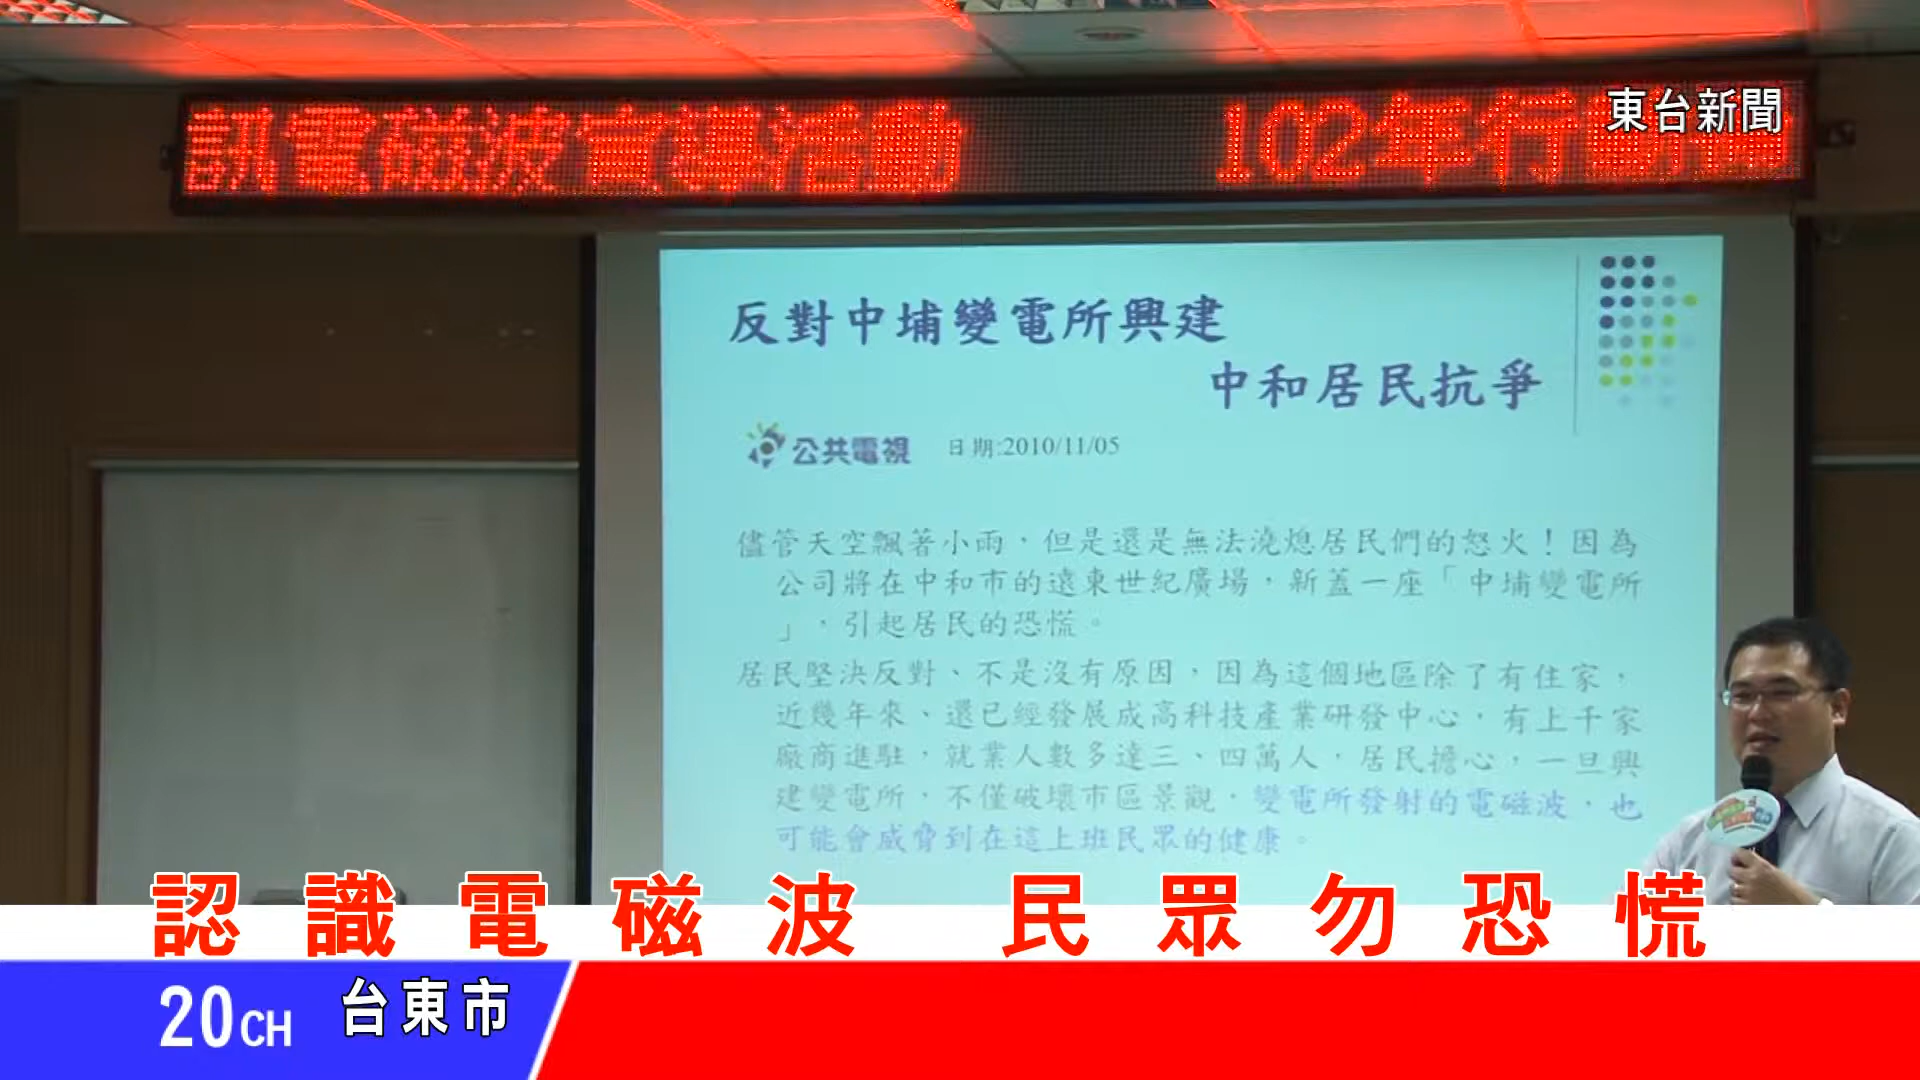 訊電磁波宣導活動 102年行動
東台新聞
反對中埔變電所興建
中和居民抗爭
公共電視 日期:2010/11/05
儘管天空飄著小雨，但是還是無法澆熄居民們的怒火！因為
公司將在中和市的遠東世紀廣場，新蓋一座「中埔變電所
」，引起居民的恐慌。
居民堅決反對、不是沒有原因，因為這個地區除了有住家，
近幾年來、還已經發展成高科技產業研發中心，有上千家
廠商進駐，就業人數多達三、四萬人，居民擔心，一旦興
建變電所，不僅破壞市區景觀，變電所發射的電磁波，也
可能會威脅到在這上班民眾的健康。
認識電磁波 民眾勿恐慌
20CH 台東市